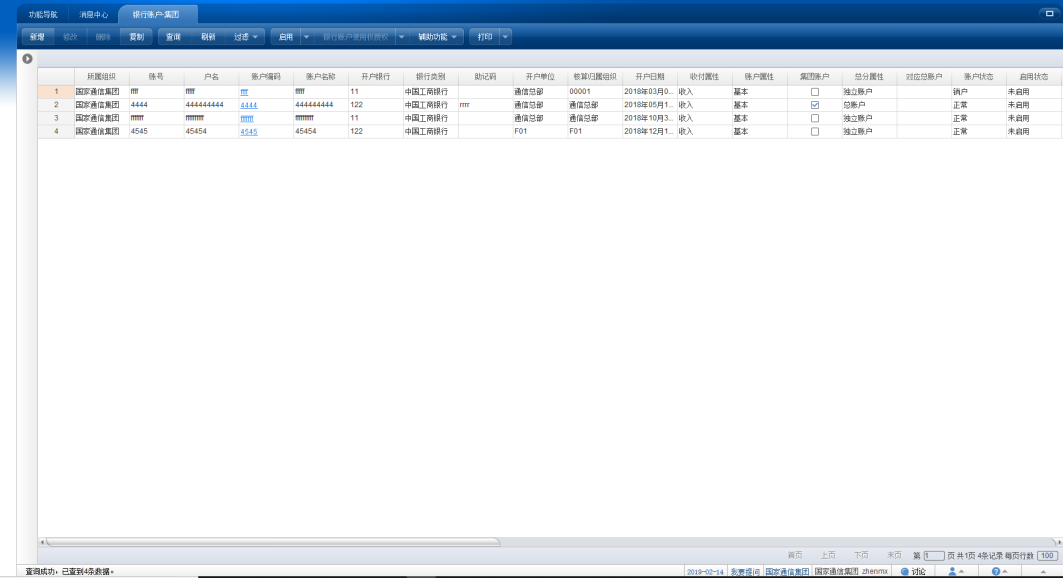 功能导航 消息中心 银行账户-集团
新增 修改 删除 复制 查询 刷新 过滤 启用 银行账户使用权授权 辅助功能 打印
所属组织 账号 户名 账户编码 账户名称 开户银行 银行类别 助记码 开户单位 核算归属组织 开户日期 收付属性 账户属性 集团账户 总分属性 对应总账户 账户状态 启用状态
1 国家通信集团 11 中国工商银行 通信总部 00001 2018年03月0... 收入 基本 独立账户 销户 未启用
2 国家通信集团 4444 444444444 4444 444444444 122 中国工商银行 rrrr 通信总部 通信总部 2018年05月1... 收入 基本 总账户 正常 未启用
3 国家通信集团 11 中国工商银行 通信总部 通信总部 2018年10月3... 收入 基本 独立账户 正常 未启用
4 国家通信集团 4545 45454 4545 45454 122 中国工商银行 F01 F01 2018年12月1... 收入 基本 独立账户 正常 未启用
首页 上页 下页 末页 第 1 页 共1页 4条记录 每页行数 100
查询成功，已查到4条数据。 2019-02-14 我要提问 国家通信集团 国家通信集团 zhenmx 讨论